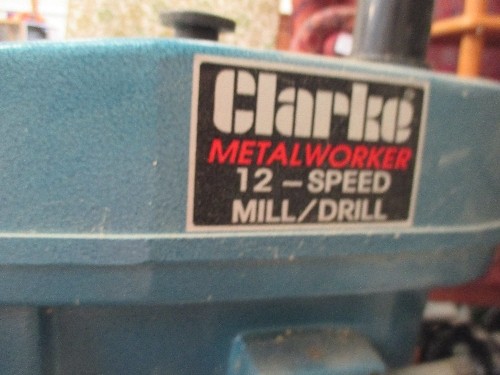 Clarke
METALWORKER
12-SPEED
MILL/DRILL